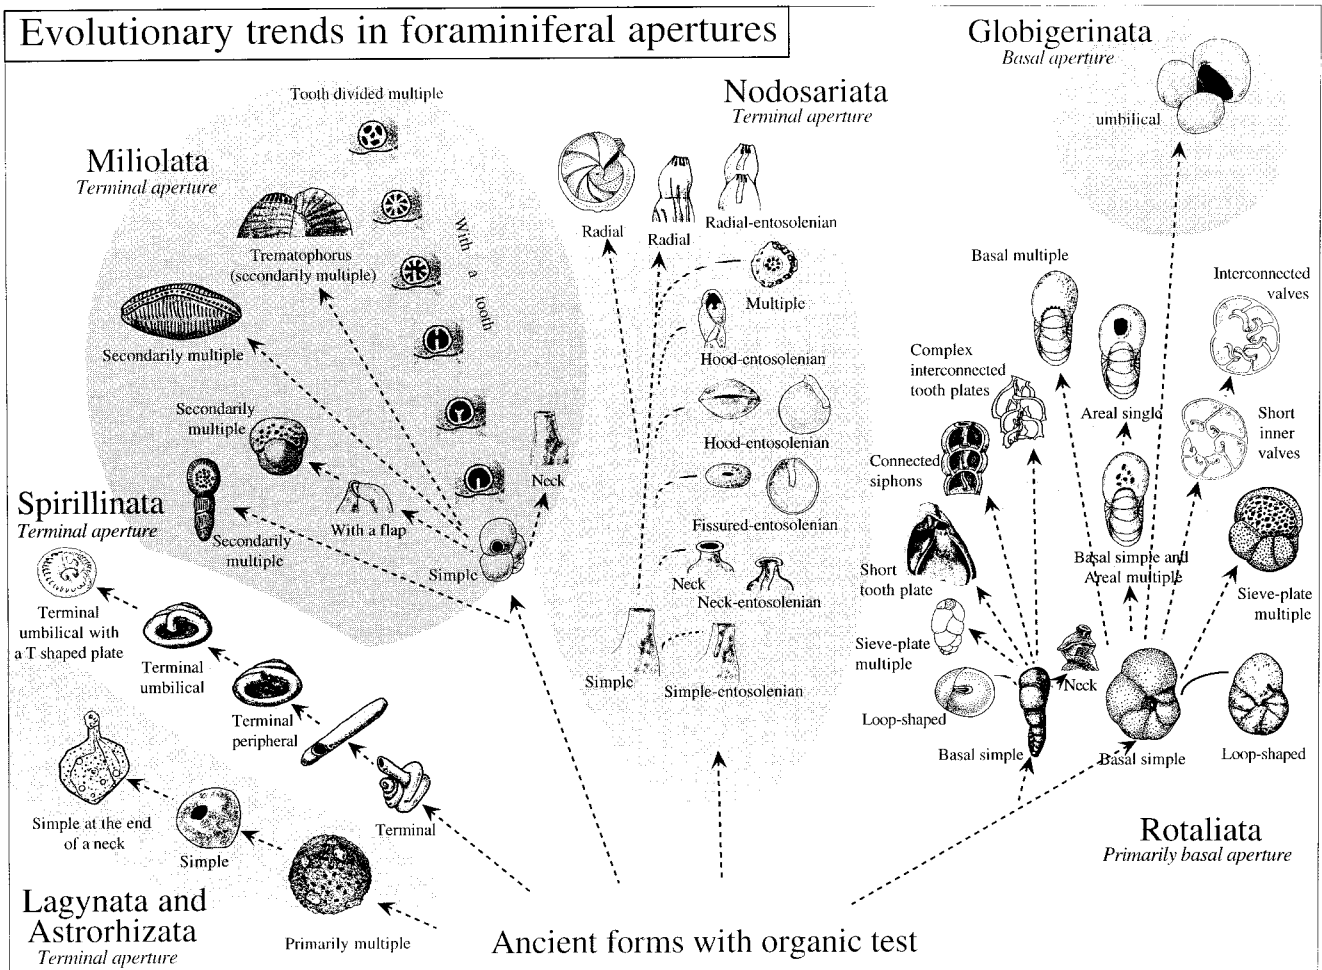 Evolutionary trends in foraminiferal apertures
Globigerinata
Basal aperture
umbilical
Nodosariata
Terminal aperture
Tooth divided multiple
Miliolata
Terminal aperture
Trematophorus
(secondarily multiple)
With a tooth
Secondarily multiple
Secondarily
multiple
Neck
With a flap
Secondarily
multiple
Simple
Radial
Radial
Radial-entosolenian
Multiple
Hood-entosolenian
Hood-entosolenian
Fissured-entosolenian
Neck
Neck-entosolenian
Simple
Simple-entosolenian
Basal multiple
Interconnected
valves
Complex
interconnected
tooth plates
Areal single
Short
inner
valves
Connected
siphons
Basal simple and
Areal multiple
Short
tooth plate
Sieve-plate
multiple
Sieve-plate
multiple
Neck
Loop-shaped
Basal simple
Basal simple
Loop-shaped
Rotaliata
Primarily basal aperture
Spirillinata
Terminal aperture
Terminal
umbilical with
a T shaped plate
Terminal
umbilical
Terminal
peripheral
Terminal
Simple at the end
of a neck
Simple
Primarily multiple
Lagynata and
Astrorhizata
Terminal aperture
Ancient forms with organic test